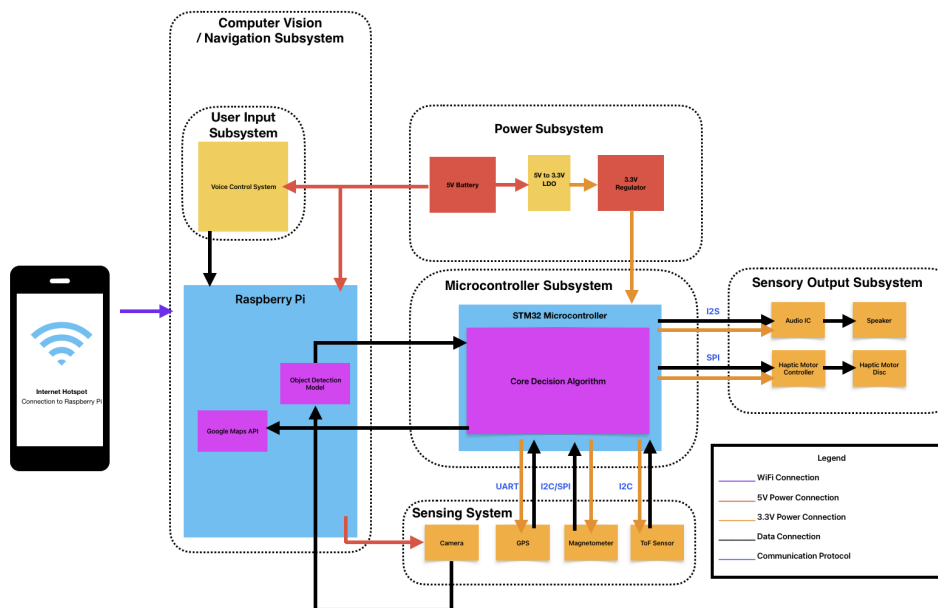 Computer Vision
/ Navigation Subsystem
User Input
Subsystem
Voice Control System
Power Subsystem
5V Battery
5V to 3.3V
LDO
3.3V
Regulator
Internet Hotspot
Connection to Raspberry Pi
Raspberry Pi
Object Detection
Model
Google Maps API
Microcontroller Subsystem
STM32 Microcontroller
Core Decision Algorithm
I2S
SPI
Sensory Output Subsystem
Audio IC
Speaker
Haptic Motor
Controller
Haptic Motor
Disc
UART
I2C/SPI
I2C
Sensing System
Camera
GPS
Magnetometer
ToF Sensor
Legend
WiFi Connection
5V Power Connection
3.3V Power Connection
Data Connection
Communication Protocol